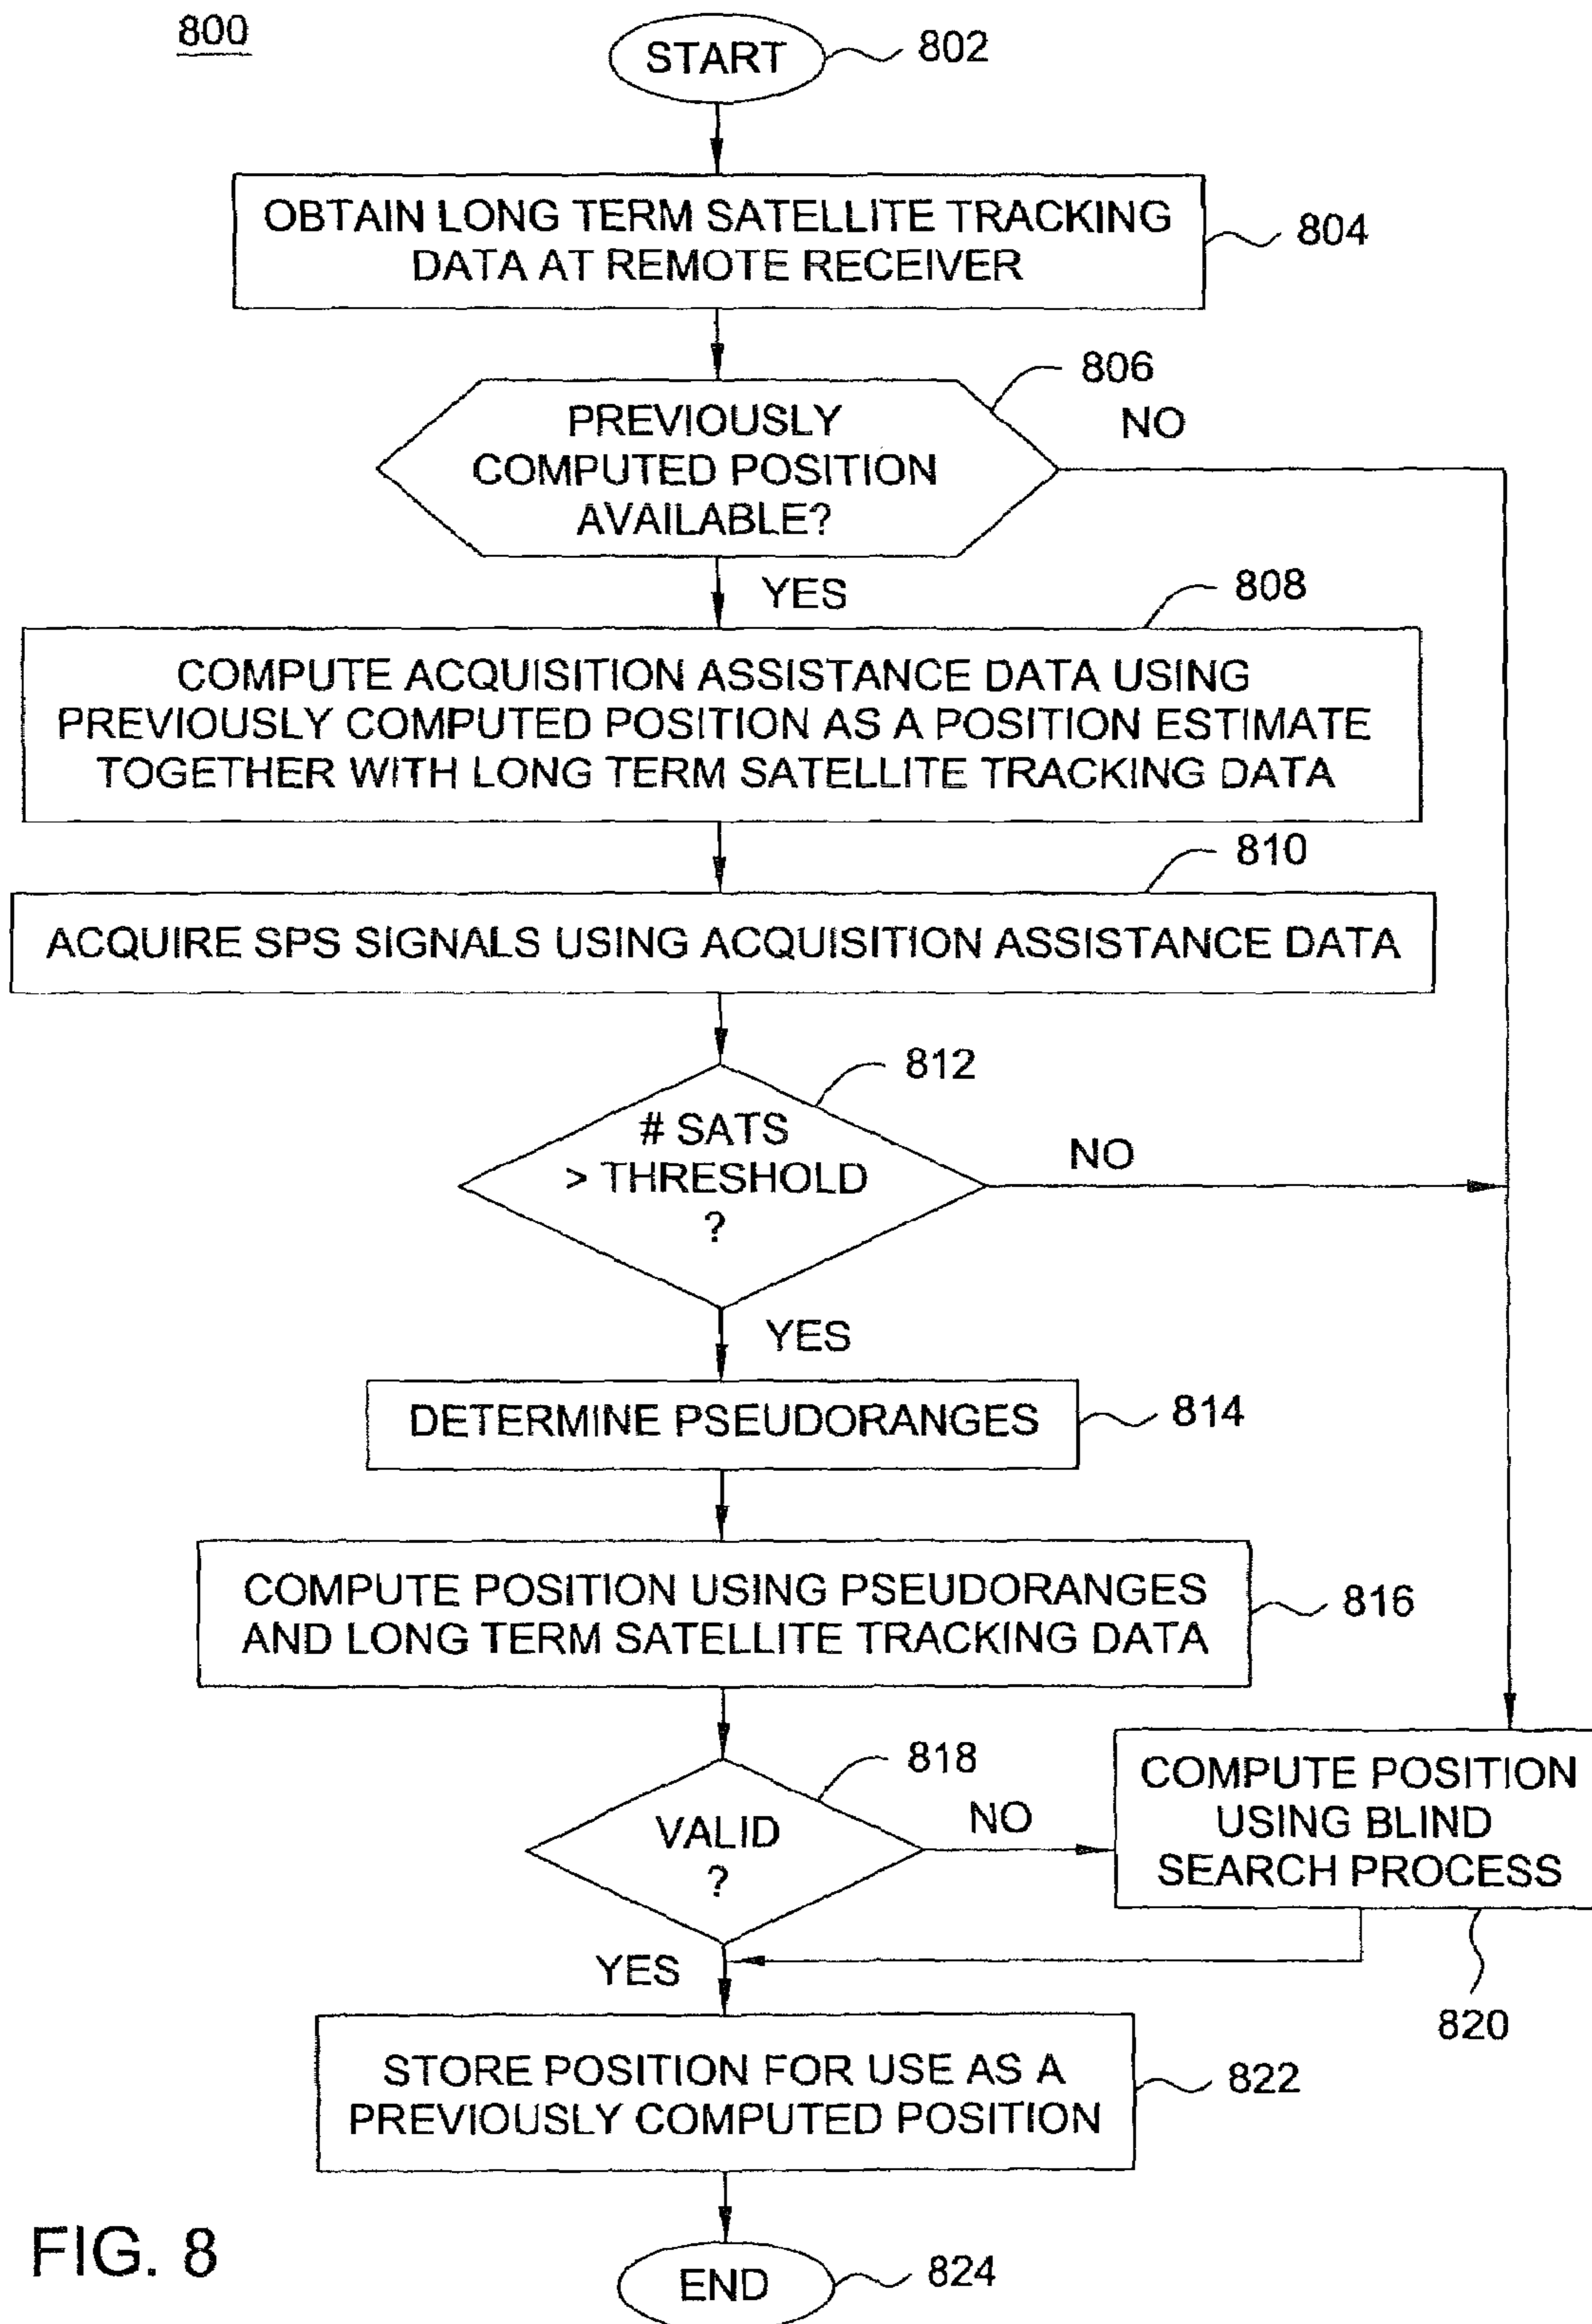 800
START
802
OBTAIN LONG TERM SATELLITE TRACKING
DATA AT REMOTE RECEIVER
804
806
PREVIOUSLY
COMPUTED POSITION
AVAILABLE?
NO
YES
808
COMPUTE ACQUISITION ASSISTANCE DATA USING
PREVIOUSLY COMPUTED POSITION AS A POSITION ESTIMATE
TOGETHER WITH LONG TERM SATELLITE TRACKING DATA
810
ACQUIRE SPS SIGNALS USING ACQUISITION ASSISTANCE DATA
812
# SATS
> THRESHOLD
?
NO
YES
DETERMINE PSEUDORANGES
814
COMPUTE POSITION USING PSEUDORANGES
AND LONG TERM SATELLITE TRACKING DATA
816
818
VALID
?
NO
COMPUTE POSITION
USING BLIND
SEARCH PROCESS
820
YES
STORE POSITION FOR USE AS A
PREVIOUSLY COMPUTED POSITION
822
END
824
FIG. 8